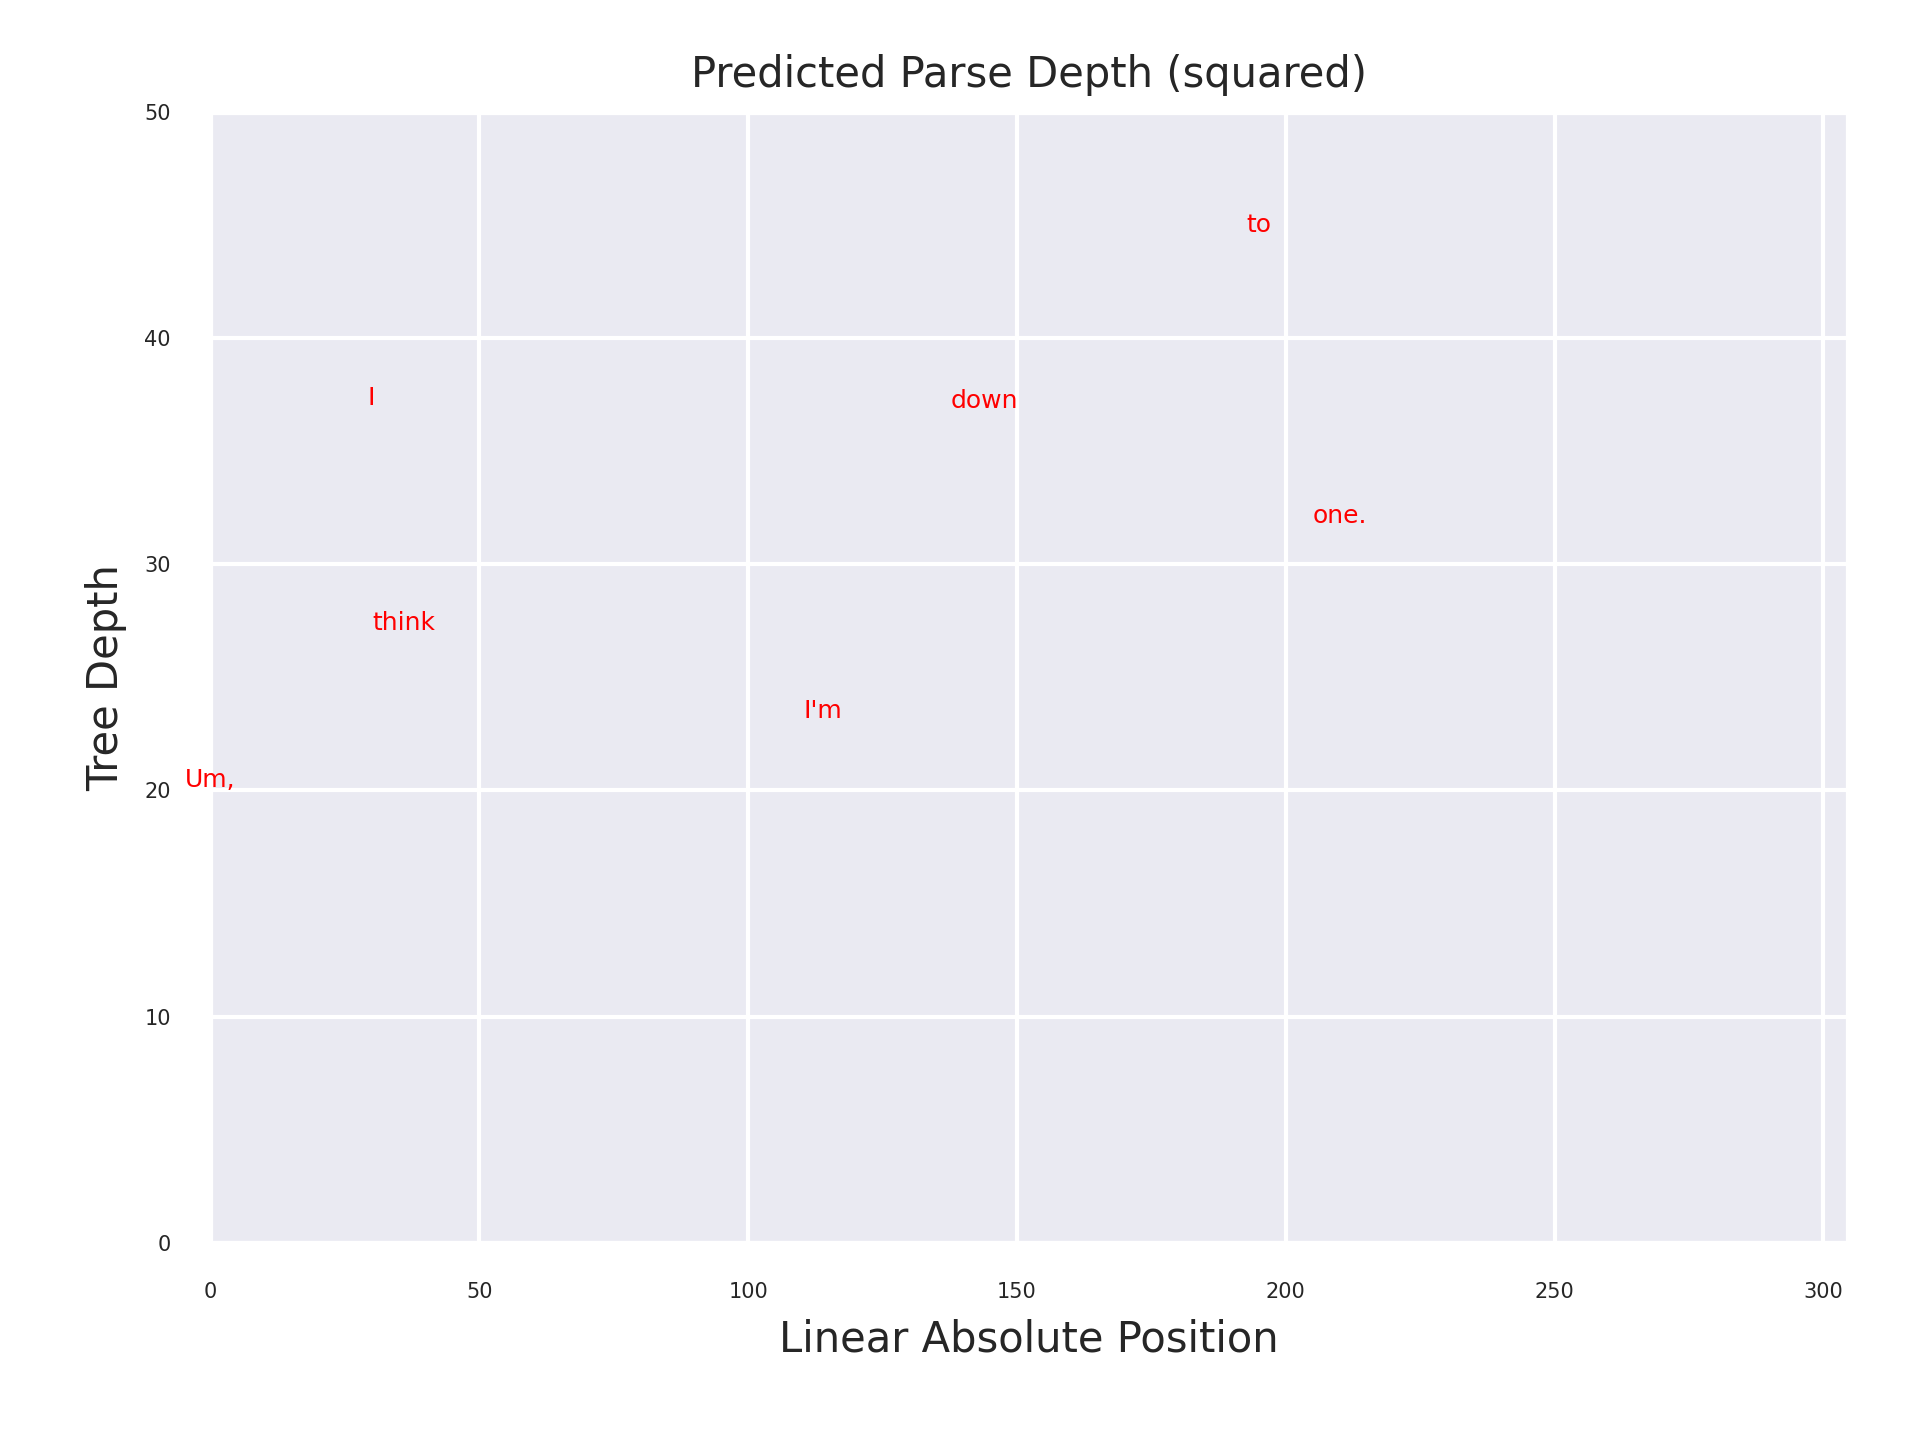 Predicted Parse Depth (squared)
50
to
40
I
down
one.
30
think
I'm
Um,
20
10
0
Tree Depth
0 50 100 150 200 250 300
Linear Absolute Position